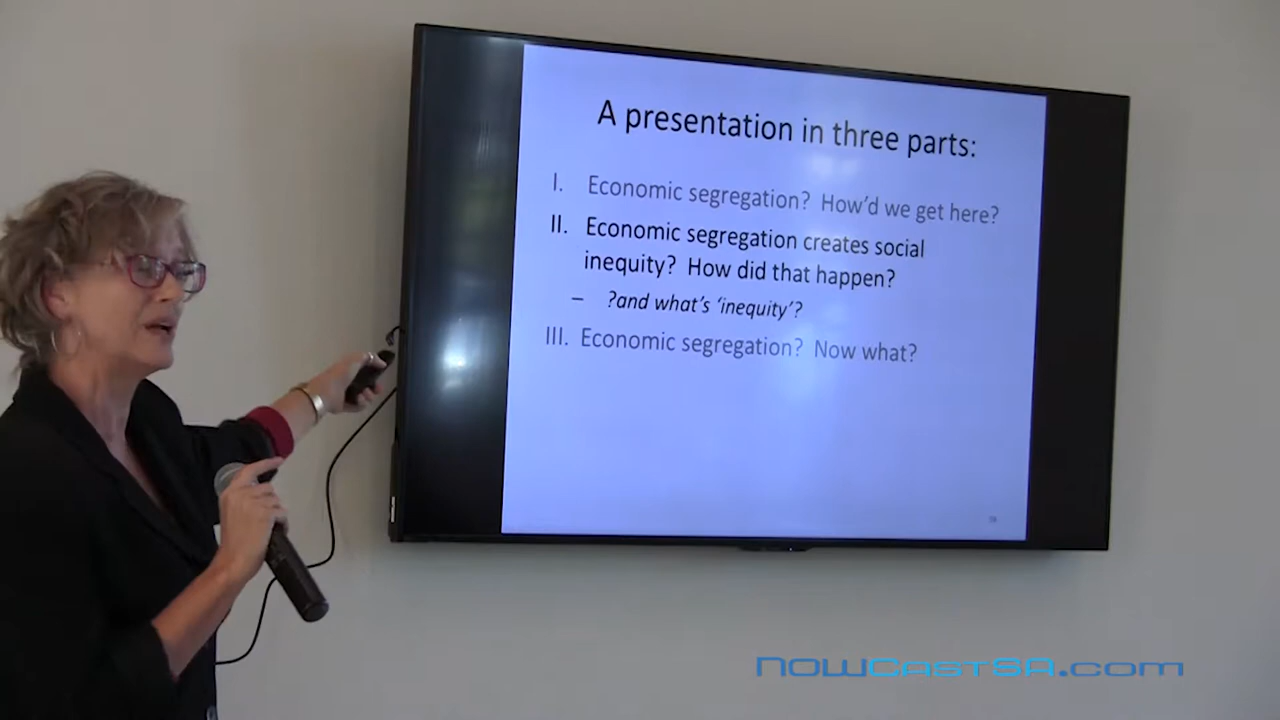 A presentation in three parts:
I. Economic segregation? How'd we get here?
II. Economic segregation creates social
inequity? How did that happen?
– ?and what's 'inequity'?
III. Economic segregation? Now what?
nowcastsa.com